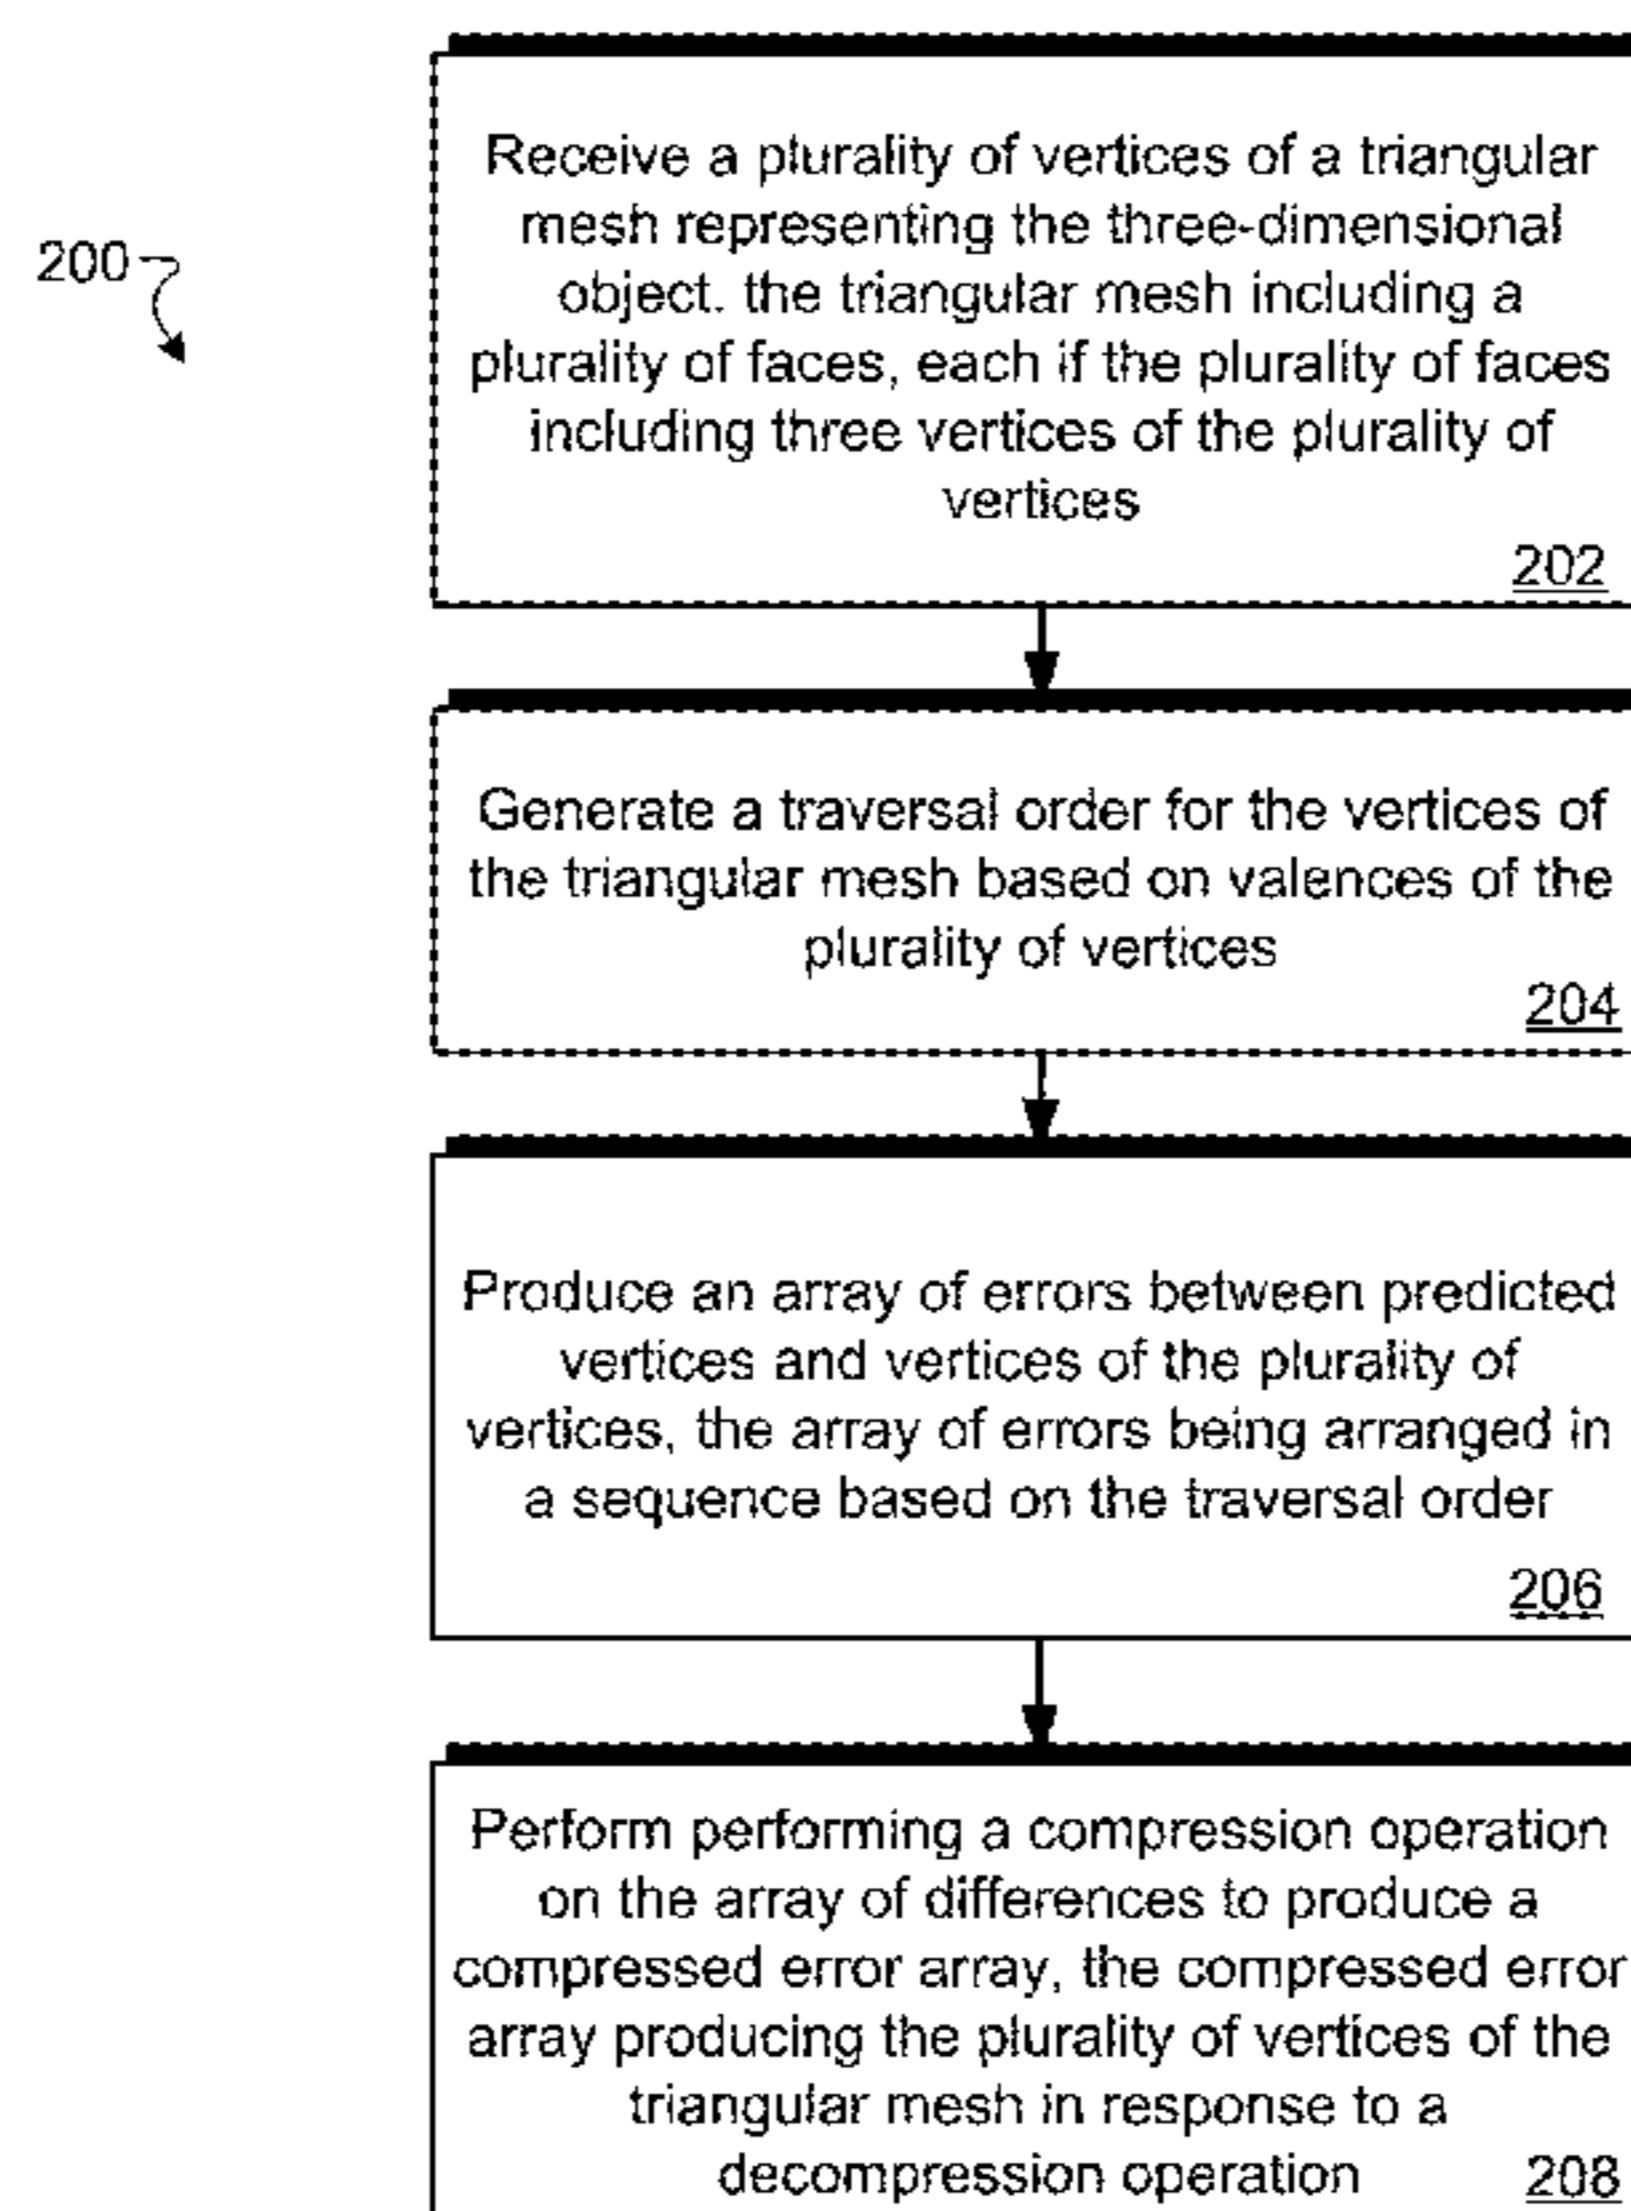 200
Receive a plurality of vertices of a triangular
mesh representing the three-dimensional
object. the triangular mesh including a
plurality of faces, each if the plurality of faces
including three vertices of the plurality of
vertices
202
Generate a traversal order for the vertices of
the triangular mesh based on valences of the
plurality of vertices
204
Produce an array of errors between predicted
vertices and vertices of the plurality of
vertices, the array of errors being arranged in
a sequence based on the traversal order
206
Perform performing a compression operation
on the array of differences to produce a
compressed error array, the compressed error
array producing the plurality of vertices of the
triangular mesh in response to a
decompression operation
208